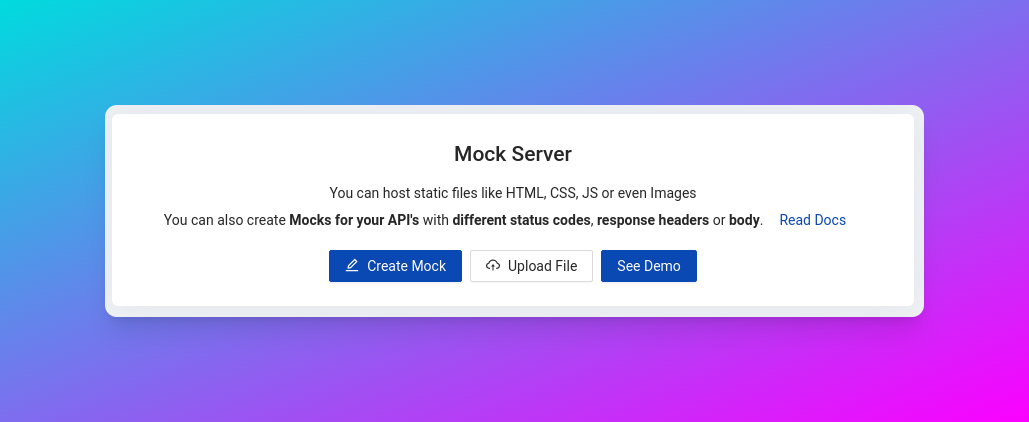 Mock Server
You can host static files like HTML, CSS, JS or even Images
You can also create Mocks for your API's with different status codes, response headers or body. Read Docs
Create Mock Upload File See Demo